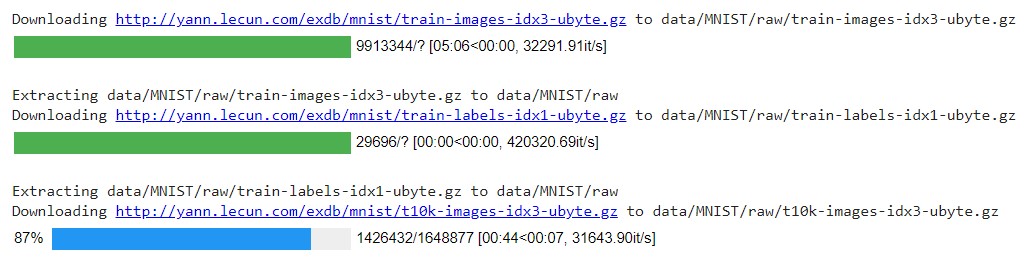 Downloading http://yann.lecun.com/exdb/mnist/train-images-idx3-ubyte.gz to data/MNIST/raw/train-images-idx3-ubyte.gz
9913344/? [05:06<00:00, 32291.91it/s]
Extracting data/MNIST/raw/train-images-idx3-ubyte.gz to data/MNIST/raw
Downloading http://yann.lecun.com/exdb/mnist/train-labels-idx1-ubyte.gz to data/MNIST/raw/train-labels-idx1-ubyte.gz
29696/? [00:00<00:00, 420320.69it/s]
Extracting data/MNIST/raw/train-labels-idx1-ubyte.gz to data/MNIST/raw
Downloading http://yann.lecun.com/exdb/mnist/t10k-images-idx3-ubyte.gz to data/MNIST/raw/t10k-images-idx3-ubyte.gz
87% 1426432/1648877 [00:44<00:07, 31643.90it/s]